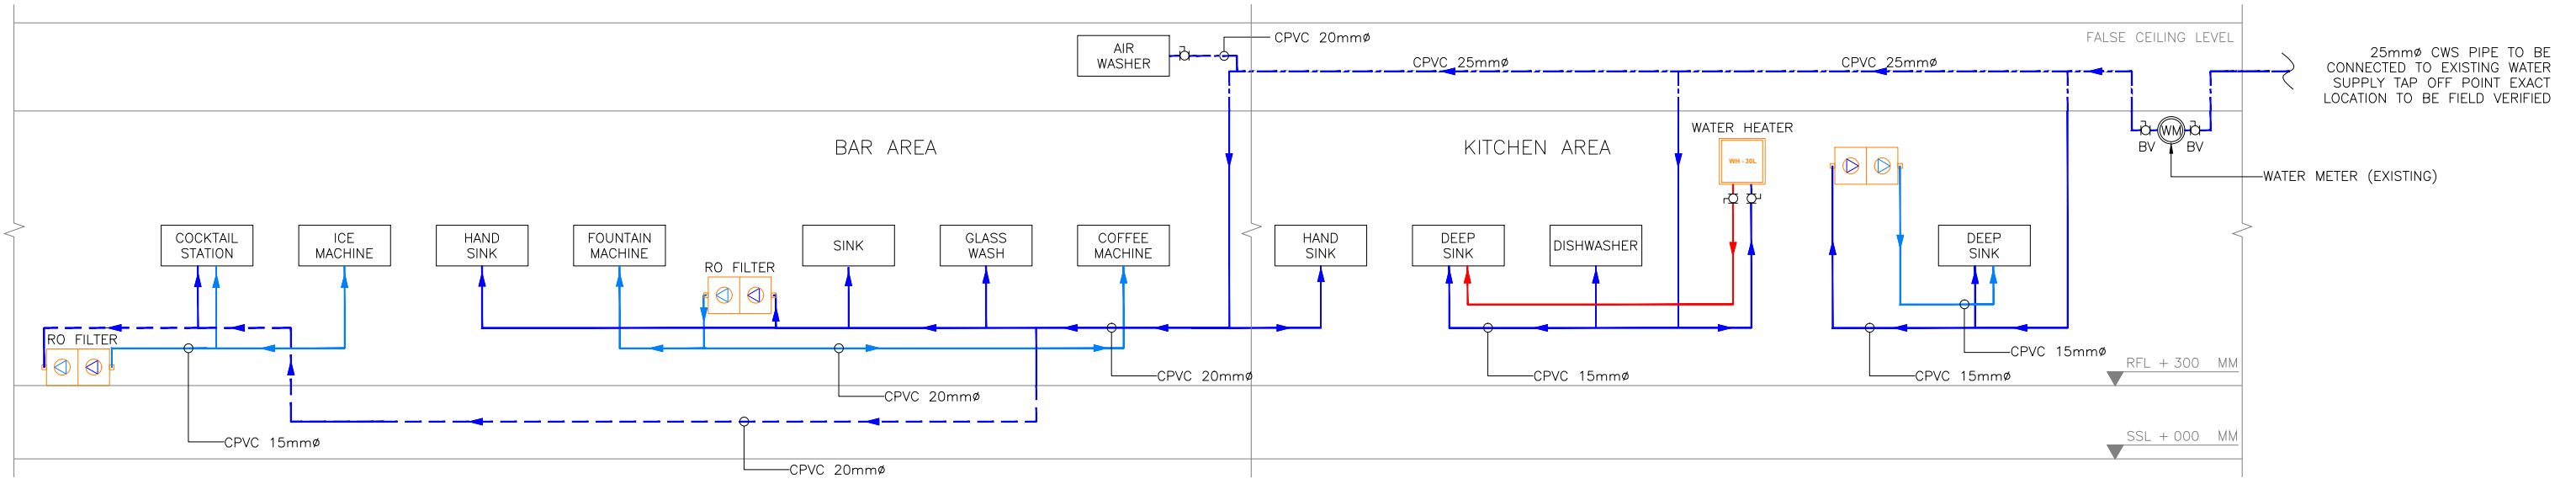 AIR
WASHER
CPVC 20mmø
CPVC 25mmø
CPVC 25mmø
FALSE CEILING LEVEL
25mmø CWS PIPE TO BE
CONNECTED TO EXISTING WATER
SUPPLY TAP OFF POINT EXACT
LOCATION TO BE FIELD VERIFIED
BAR AREA
KITCHEN AREA
WATER HEATER
WH - 30L
WM
BV
BV
WATER METER (EXISTING)
COCKTAIL
STATION
ICE
MACHINE
HAND
SINK
FOUNTAIN
MACHINE
RO FILTER
SINK
GLASS
WASH
COFFEE
MACHINE
HAND
SINK
DEEP
SINK
DISHWASHER
DEEP
SINK
RO FILTER
CPVC 15mmø
CPVC 20mmø
CPVC 20mmø
CPVC 20mmø
CPVC 15mmø
CPVC 15mmø
CPVC 15mmø
RFL + 300 MM
SSL + 000 MM